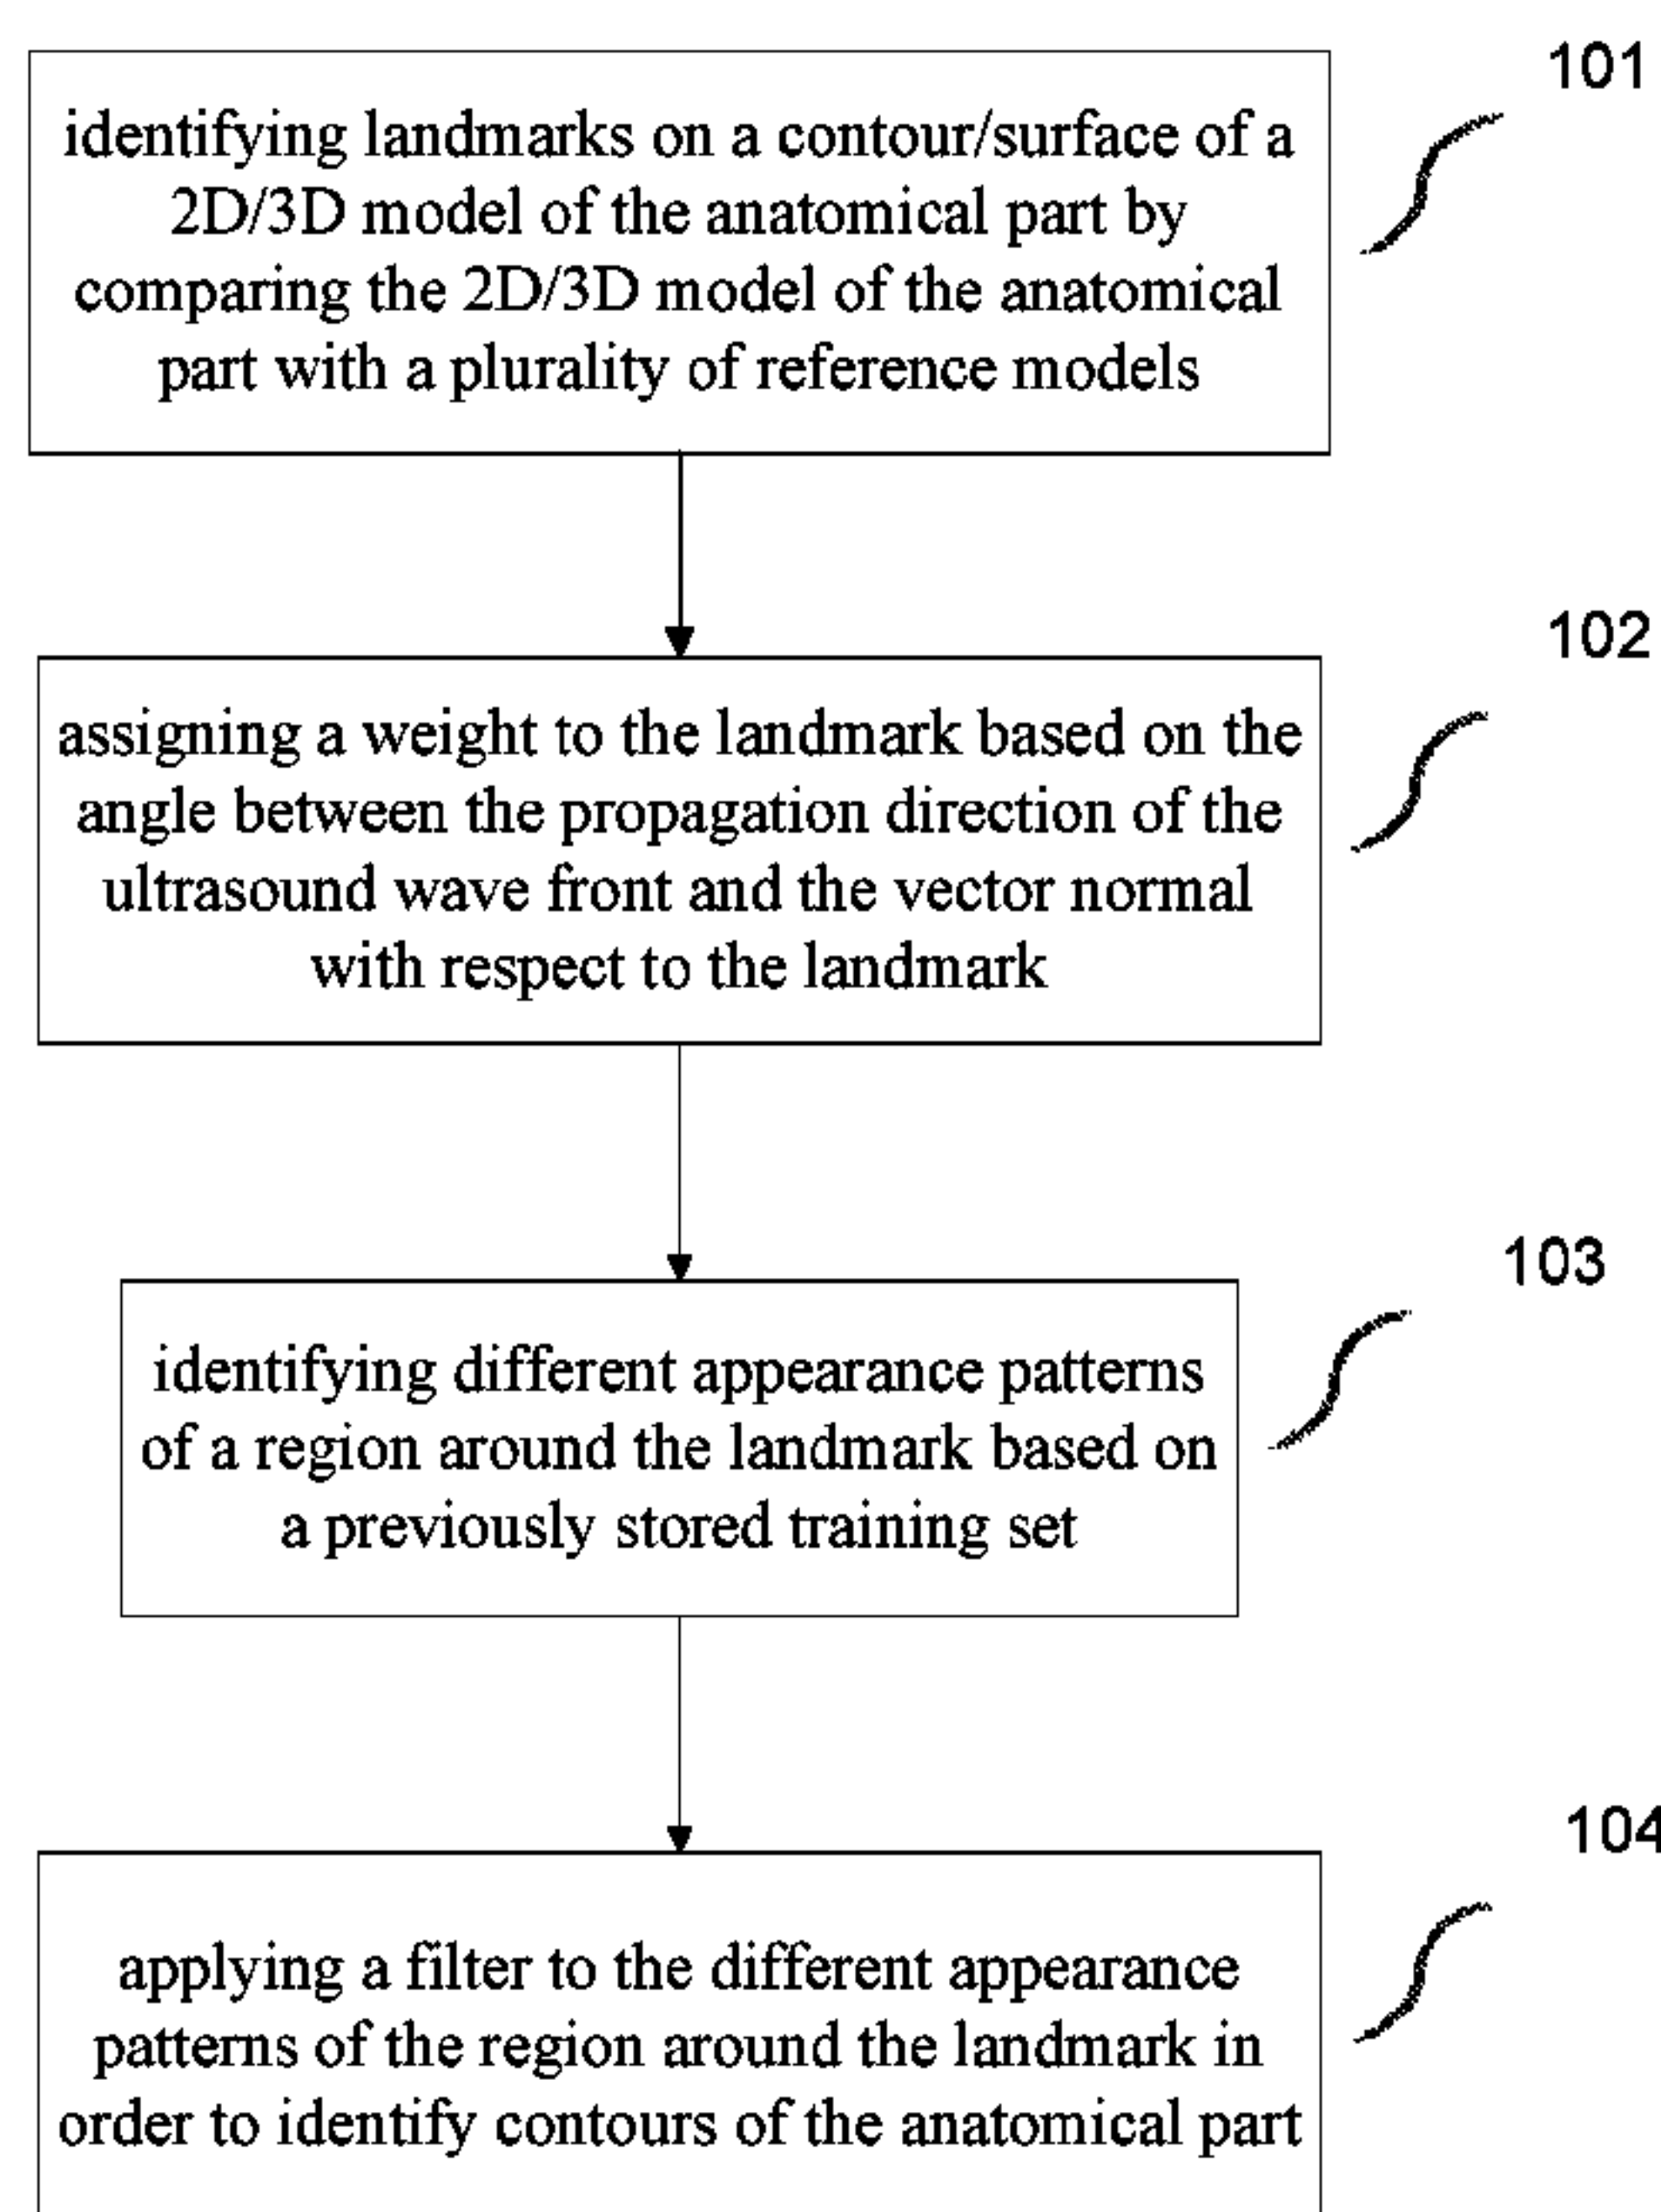 101
identifying landmarks on a contour/surface of a
2D/3D model of the anatomical part by
comparing the 2D/3D model of the anatomical
part with a plurality of reference models
102
assigning a weight to the landmark based on the
angle between the propagation direction of the
ultrasound wave front and the vector normal
with respect to the landmark
103
identifying different appearance patterns
of a region around the landmark based on
a previously stored training set
104
applying a filter to the different appearance
patterns of the region around the landmark in
order to identify contours of the anatomical part